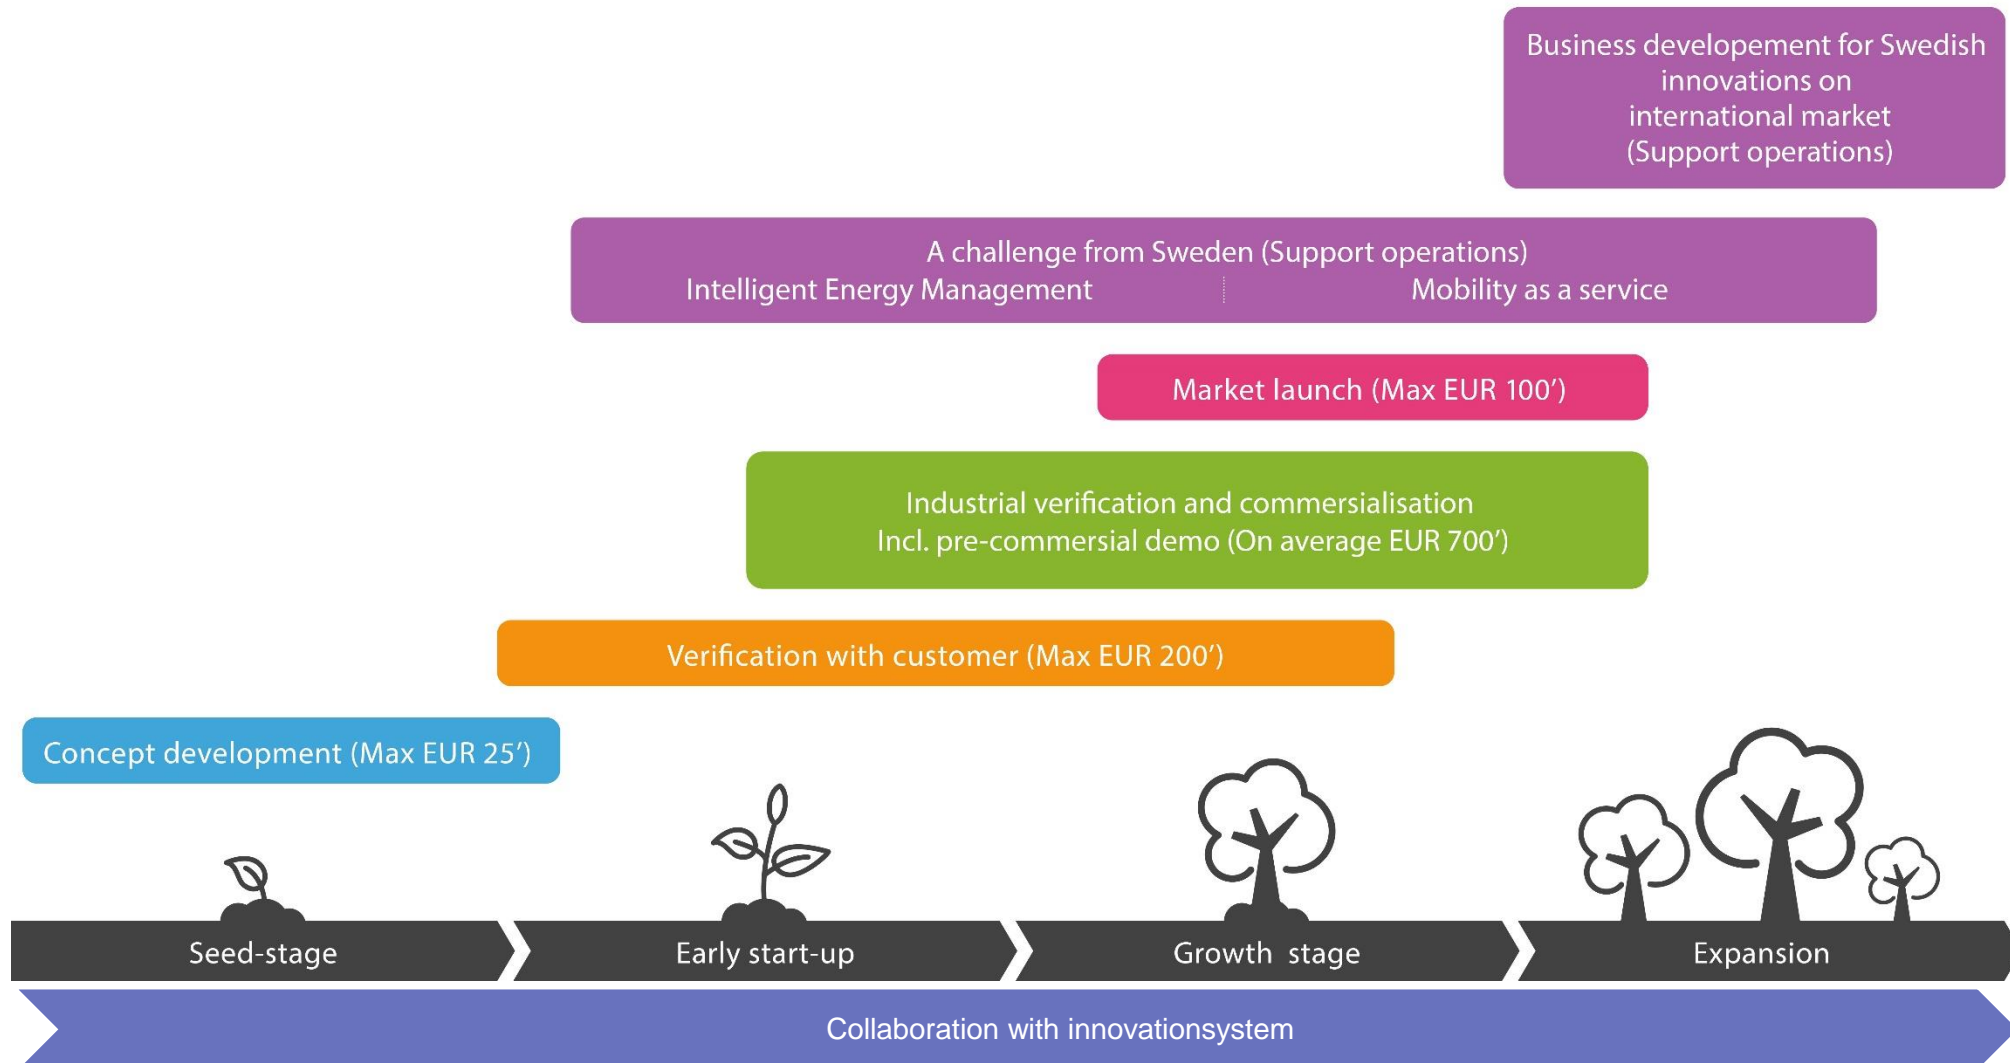 Business developement for Swedish
innovations on
international market
(Support operations)
A challenge from Sweden (Support operations)
Intelligent Energy Management
Mobility as a service
Market launch (Max EUR 100’)
Industrial verification and commersialisation
Incl. pre-commersial demo (On average EUR 700’)
Verification with customer (Max EUR 200’)
Concept development (Max EUR 25’)
Seed-stage
Early start-up
Growth stage
Expansion
Collaboration with innovationsystem